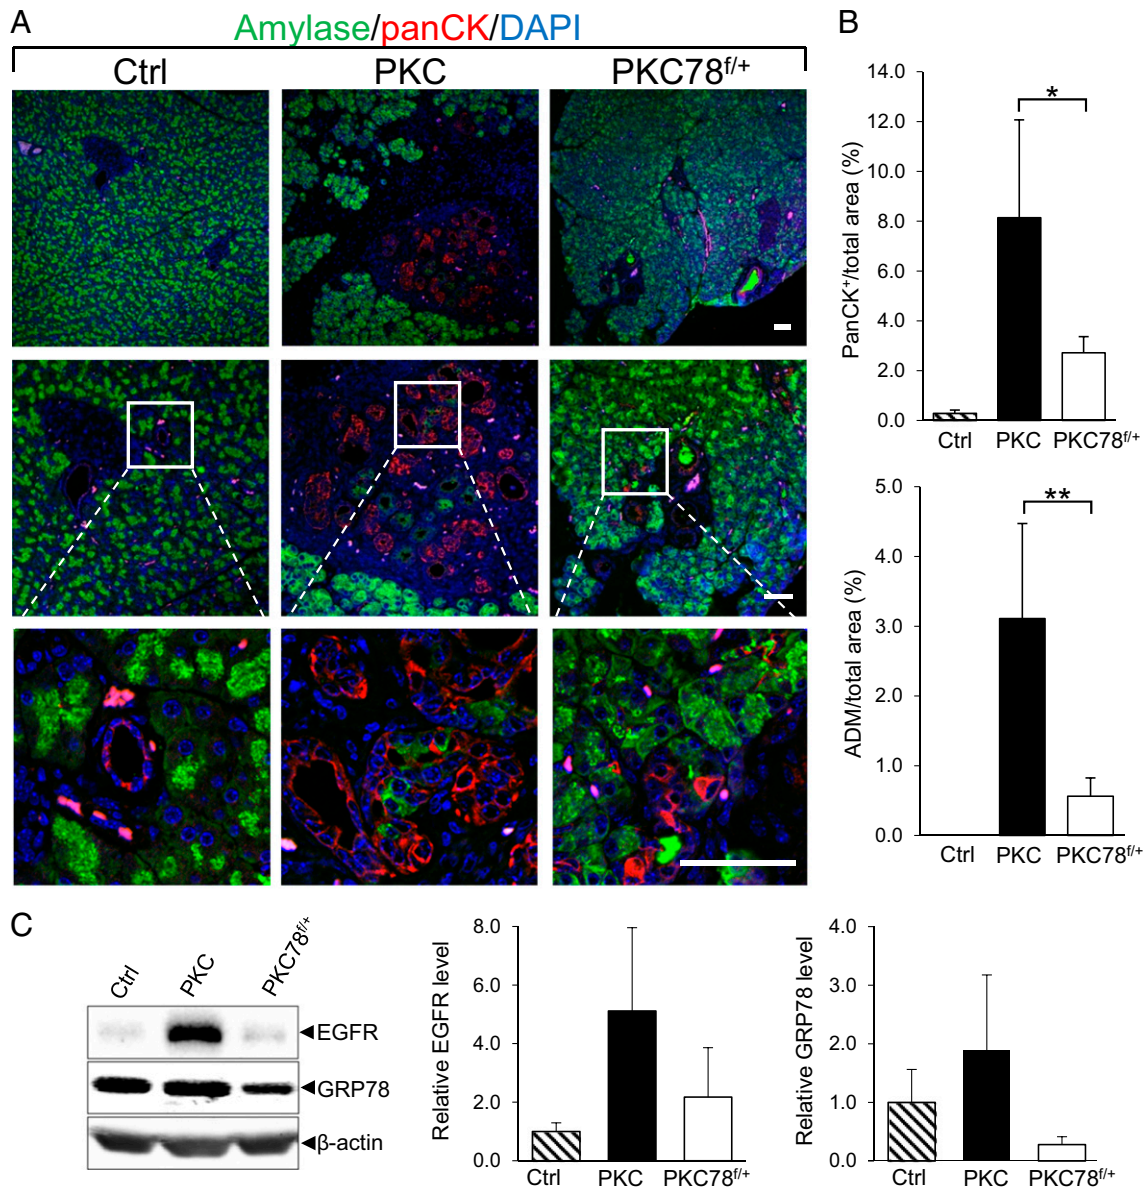 A
Amylase/panCK/DAPI
Ctrl PKC PKC78f/+
B
14.0
12.0
10.0
8.0
6.0
4.0
2.0
0.0
PanCK+/total area (%)
*
Ctrl PKC PKC78f/+
5.0
4.0
3.0
2.0
1.0
0.0
ADM/total area (%)
**
Ctrl PKC PKC78f/+
C
Ctrl PKC PKC78f/+
EGFR
GRP78
β-actin
8.0
6.0
4.0
2.0
0.0
Relative EGFR level
Ctrl PKC PKC78f/+
4.0
3.0
2.0
1.0
0.0
Relative GRP78 level
Ctrl PKC PKC78f/+